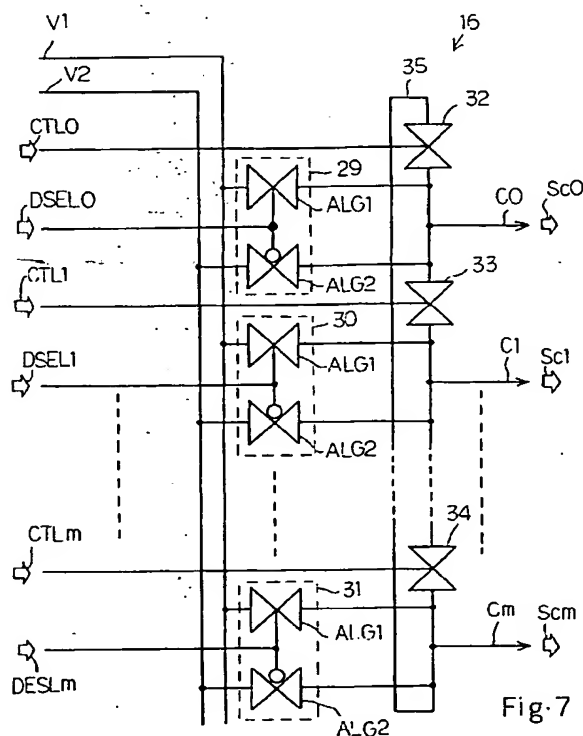 V1
16
V2
35
32
CTL0
29
DSEL0
ALG1
C0
Sc0
ALG2
CTL1
33
30
DSEL1
ALG1
C1
Sc1
ALG2
CTLm
34
31
ALG1
Cm
Scm
DESLm
ALG2
Fig.7